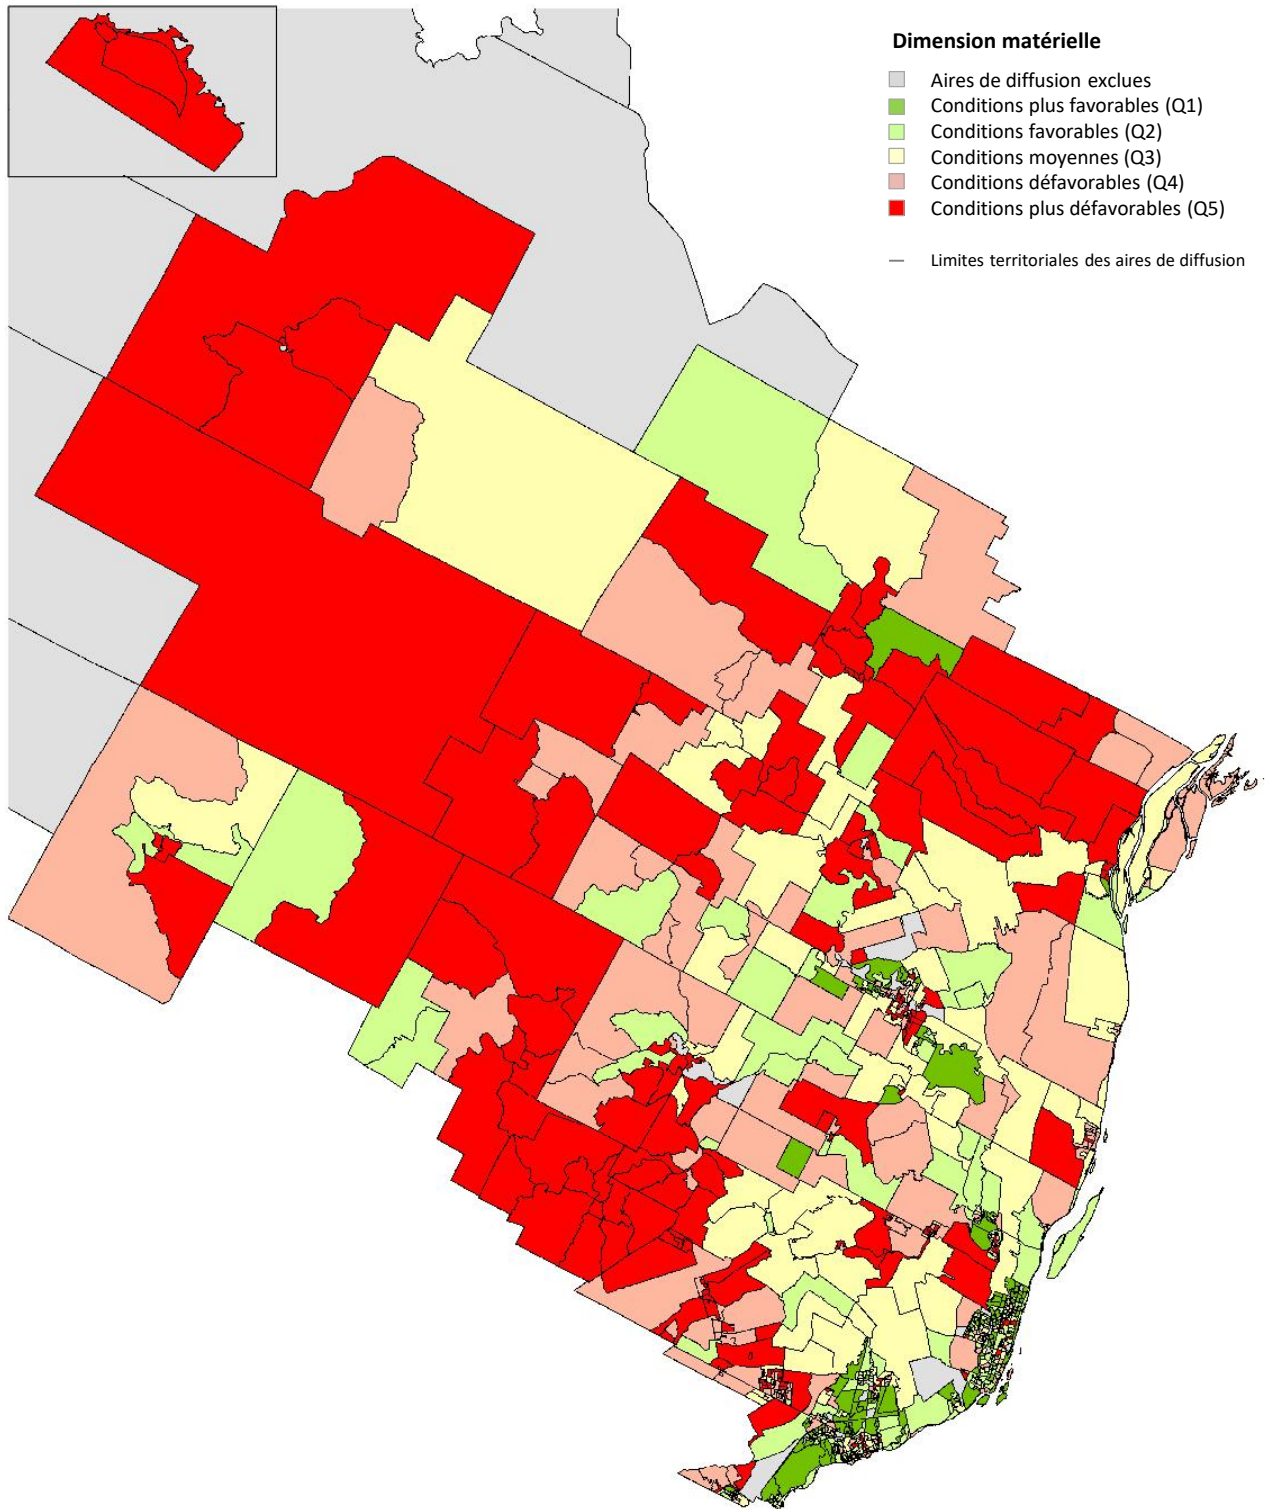 Dimension matérielle
Aires de diffusion exclues
Conditions plus favorables (Q1)
Conditions favorables (Q2)
Conditions moyennes (Q3)
Conditions défavorables (Q4)
Conditions plus défavorables (Q5)
Limites territoriales des aires de diffusion